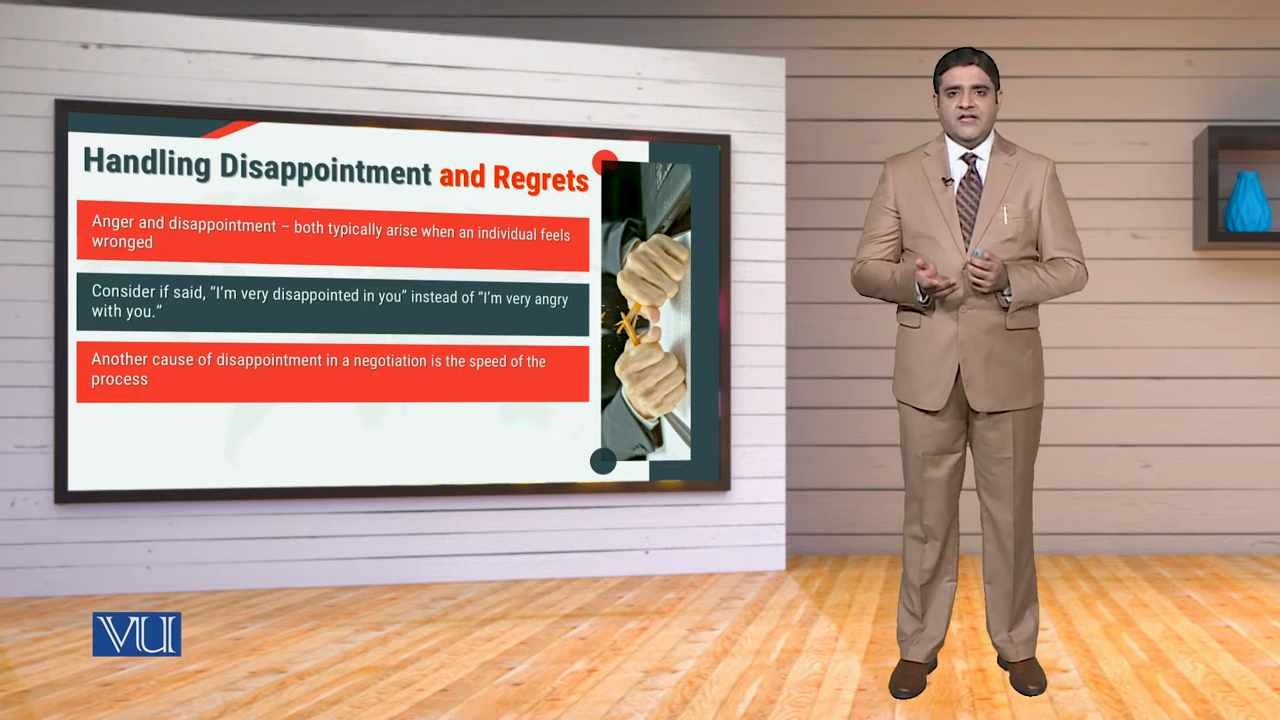 Handling Disappointment and Regrets
Anger and disappointment – both typically arise when an individual feels
wronged
Consider if said, “I’m very disappointed in you” instead of “I’m very angry
with you.”
Another cause of disappointment in a negotiation is the speed of the
process
VU